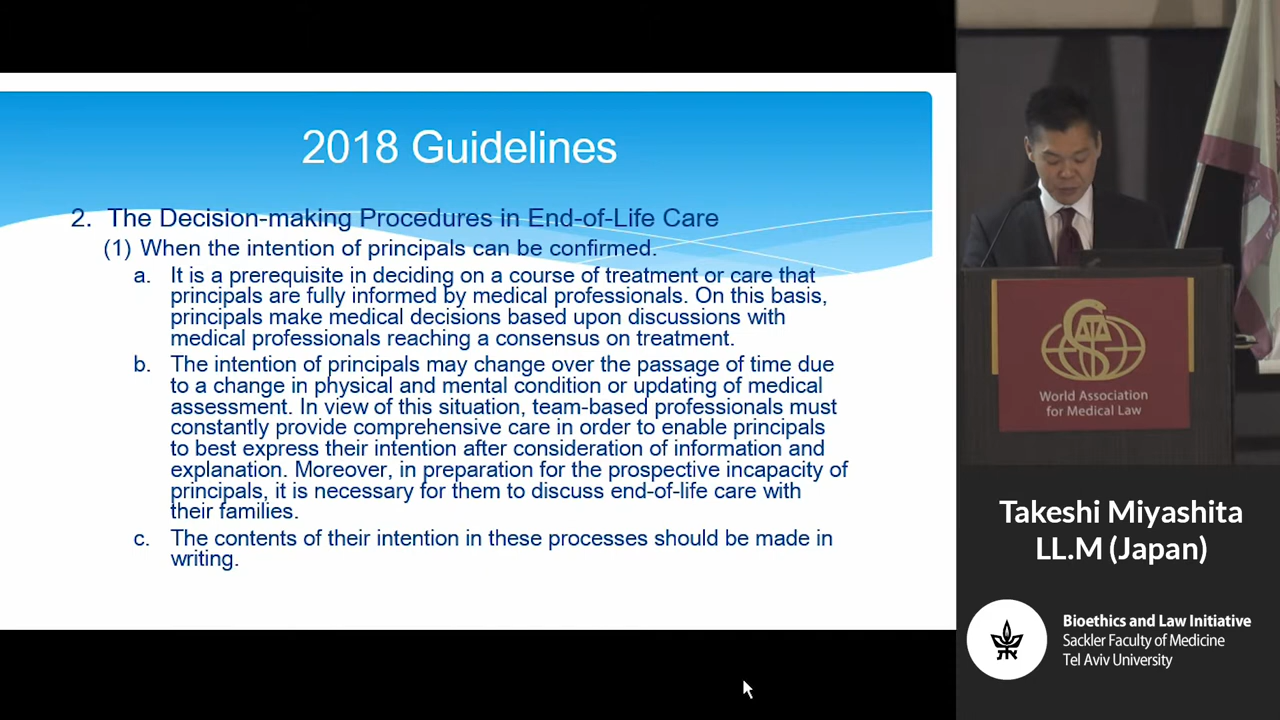 2018 Guidelines
2. The Decision-making Procedures in End-of-Life Care
(1) When the intention of principals can be confirmed.
a. It is a prerequisite in deciding on a course of treatment or care that
principals are fully informed by medical professionals. On this basis,
principals make medical decisions based upon discussions with
medical professionals reaching a consensus on treatment.
b. The intention of principals may change over the passage of time due
to a change in physical and mental condition or updating of medical
assessment. In view of this situation, team-based professionals must
constantly provide comprehensive care in order to enable principals
to best express their intention after consideration of information and
explanation. Moreover, in preparation for the prospective incapacity of
principals, it is necessary for them to discuss end-of-life care with
their families.
c. The contents of their intention in these processes should be made in
writing.
World Association
for Medical Law
Takeshi Miyashita
LL.M (Japan)
Bioethics and Law Initiative
Sackler Faculty of Medicine
Tel Aviv University